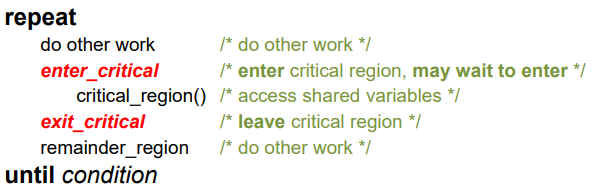 repeat
do other work /* do other work */
enter_critical /* enter critical region, may wait to enter */
critical_region() /* access shared variables */
exit_critical /* leave critical region */
remainder_region /* do other work */
until condition